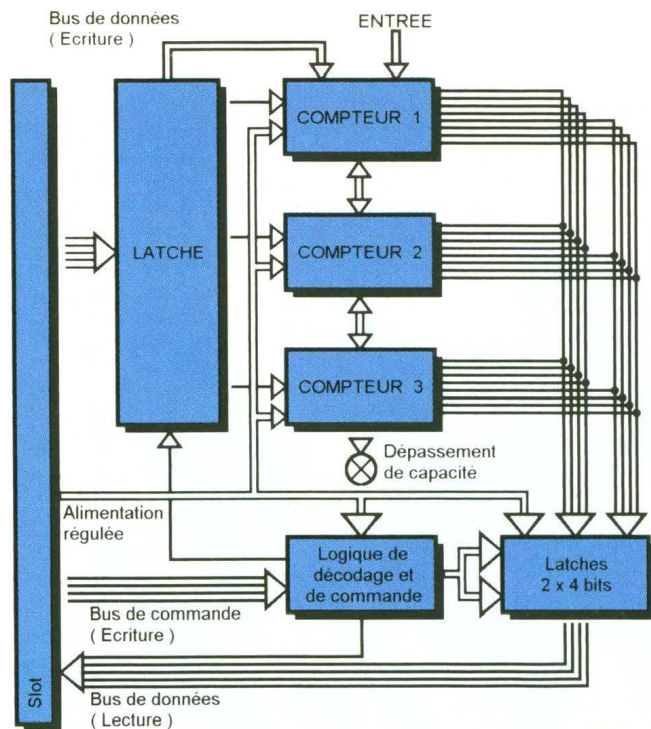 Bus de données
( Ecriture )
ENTREE
COMPTEUR 1
LATCHE
COMPTEUR 2
COMPTEUR 3
Dépassement
de capacité
Alimentation
régulée
Logique de
décodage et
de commande
Latches
2 x 4 bits
Bus de commande
( Ecriture )
Slot
Bus de données
( Lecture )